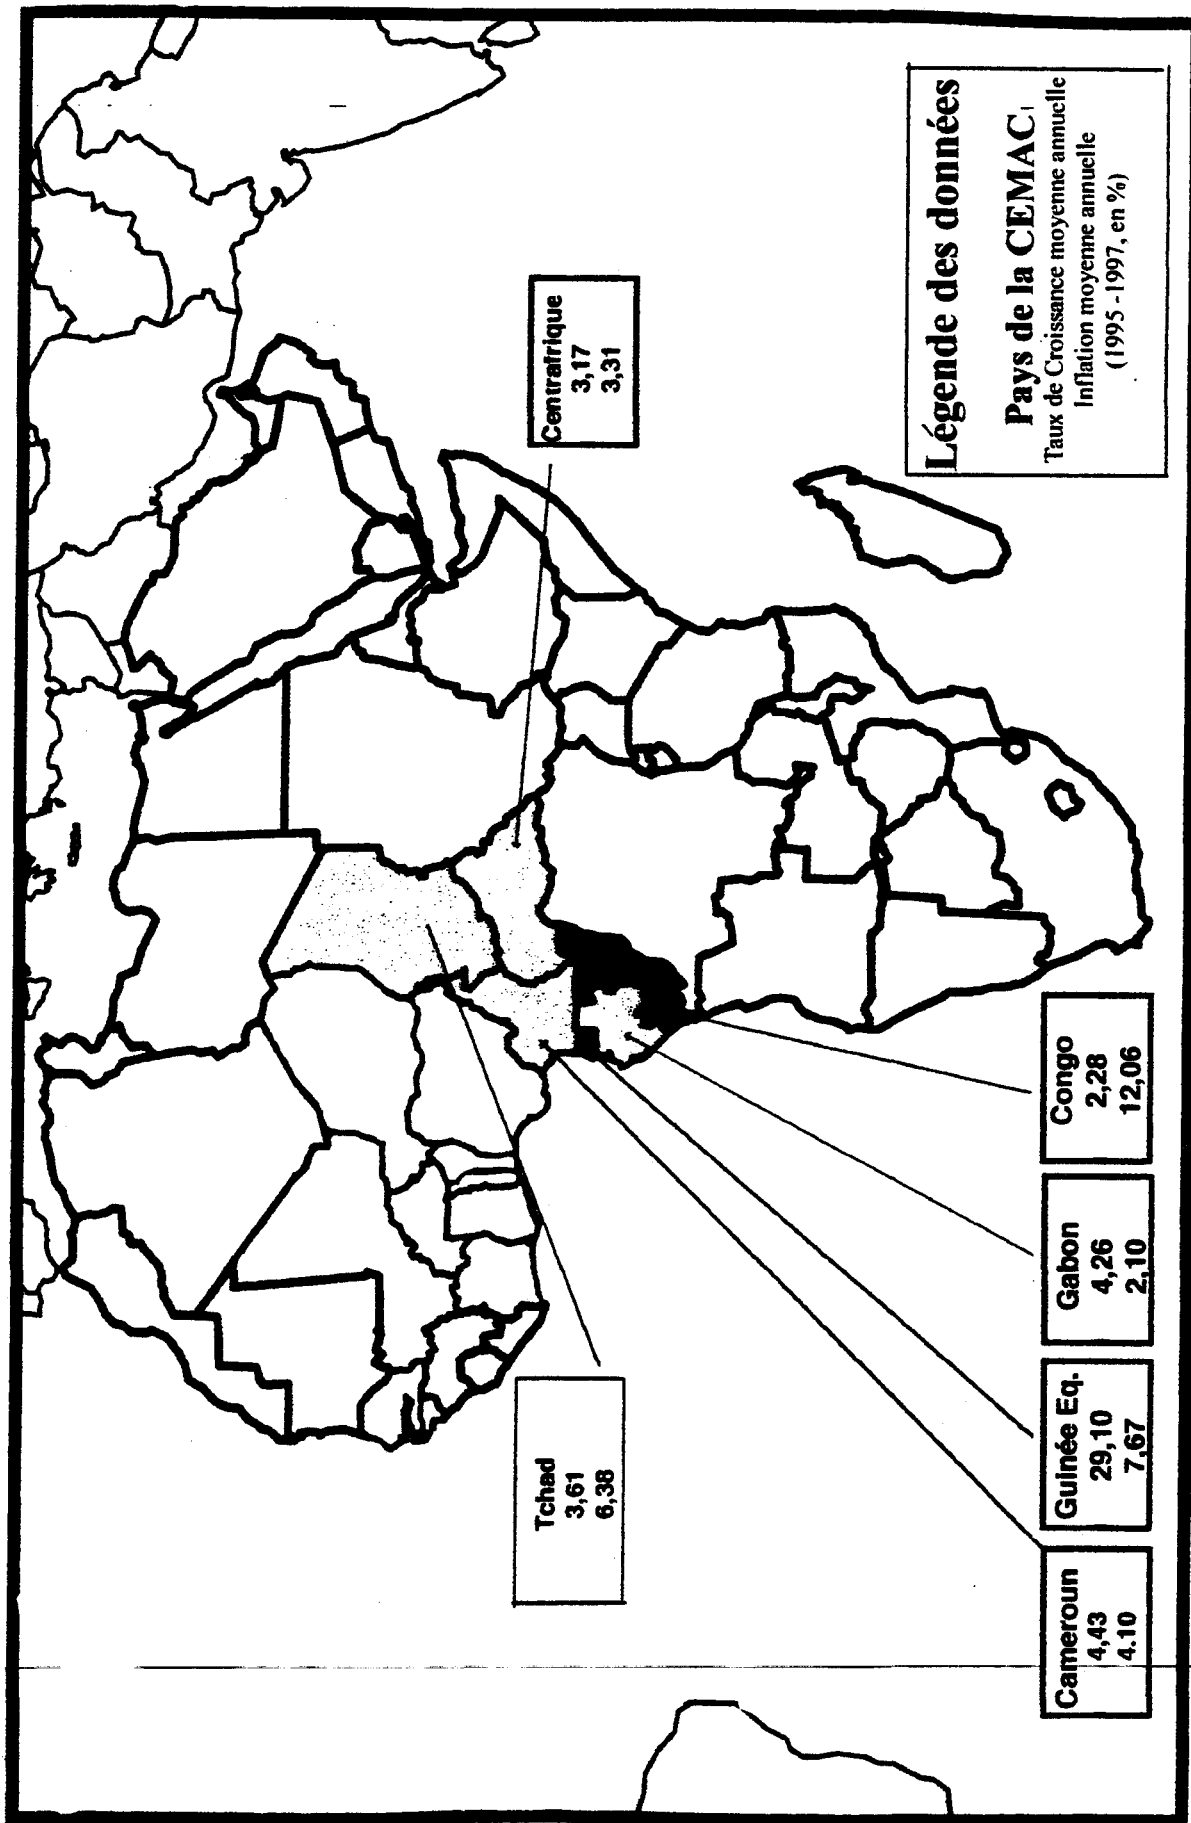 Centrafrique
3,17
3,31
Tchad
3,61
6,38
Cameroun
4,43
4.10
Guinée Eq.
29,10
7,67
Gabon
4,26
2,10
Congo
2,28
12,06
Légende des données
Pays de la CEMAC
Taux de Croissance moyenne annuelle
Inflation moyenne annuelle
(1995 -1997, en %)